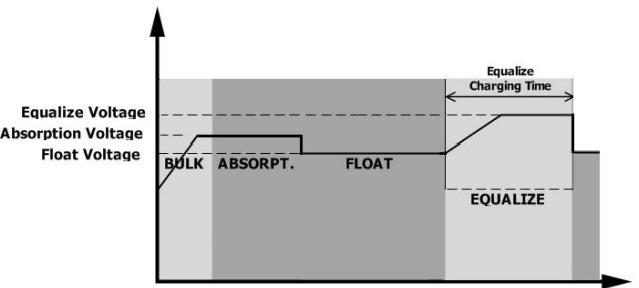 Equalize
Charging Time
Equalize Voltage
Absorption Voltage
Float Voltage
BULK ABSORPT. FLOAT
EQUALIZE